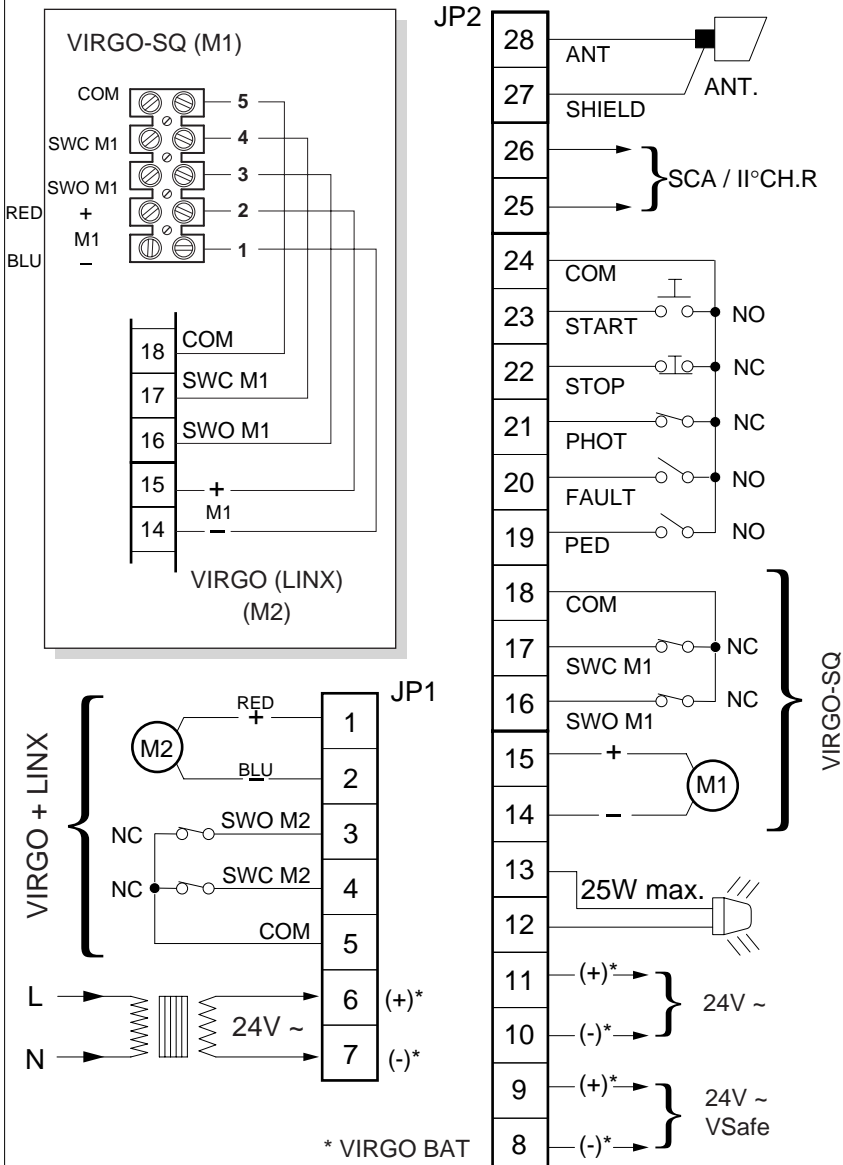 VIRGO-SQ (M1)
COM
5
SWC M1
4
SWO M1
3
RED
+
2
M1
BLU
–
1
18
COM
17
SWC M1
16
SWO M1
15
+
M1
14
–
VIRGO (LINX)
(M2)
JP1
VIRGO + LINX
M2
RED
+
1
BLU
–
2
NC
SWO M2
3
NC
SWC M2
4
COM
5
L
N
24V ~
6
(+)*
7
(-)*
* VIRGO BAT
JP2
28
ANT
ANT.
27
SHIELD
26
25
SCA / II°CH.R
24
COM
23
START
NO
22
STOP
NC
21
PHOT
NC
20
FAULT
NO
19
PED
NO
18
COM
17
SWC M1
NC
16
SWO M1
NC
VIRGO-SQ
15
+
M1
14
–
13
25W max.
12
11
(+)*
24V ~
10
(-)*
9
(+)*
24V ~
VSafe
8
(-)*